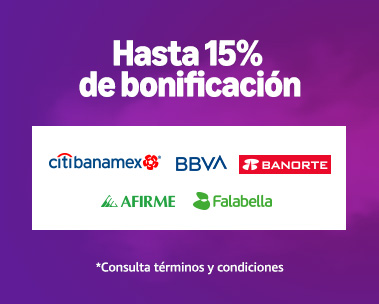 Hasta 15%
de bonificación
citibanamex BBVA BANORTE
AFIRME Falabella
*Consulta términos y condiciones